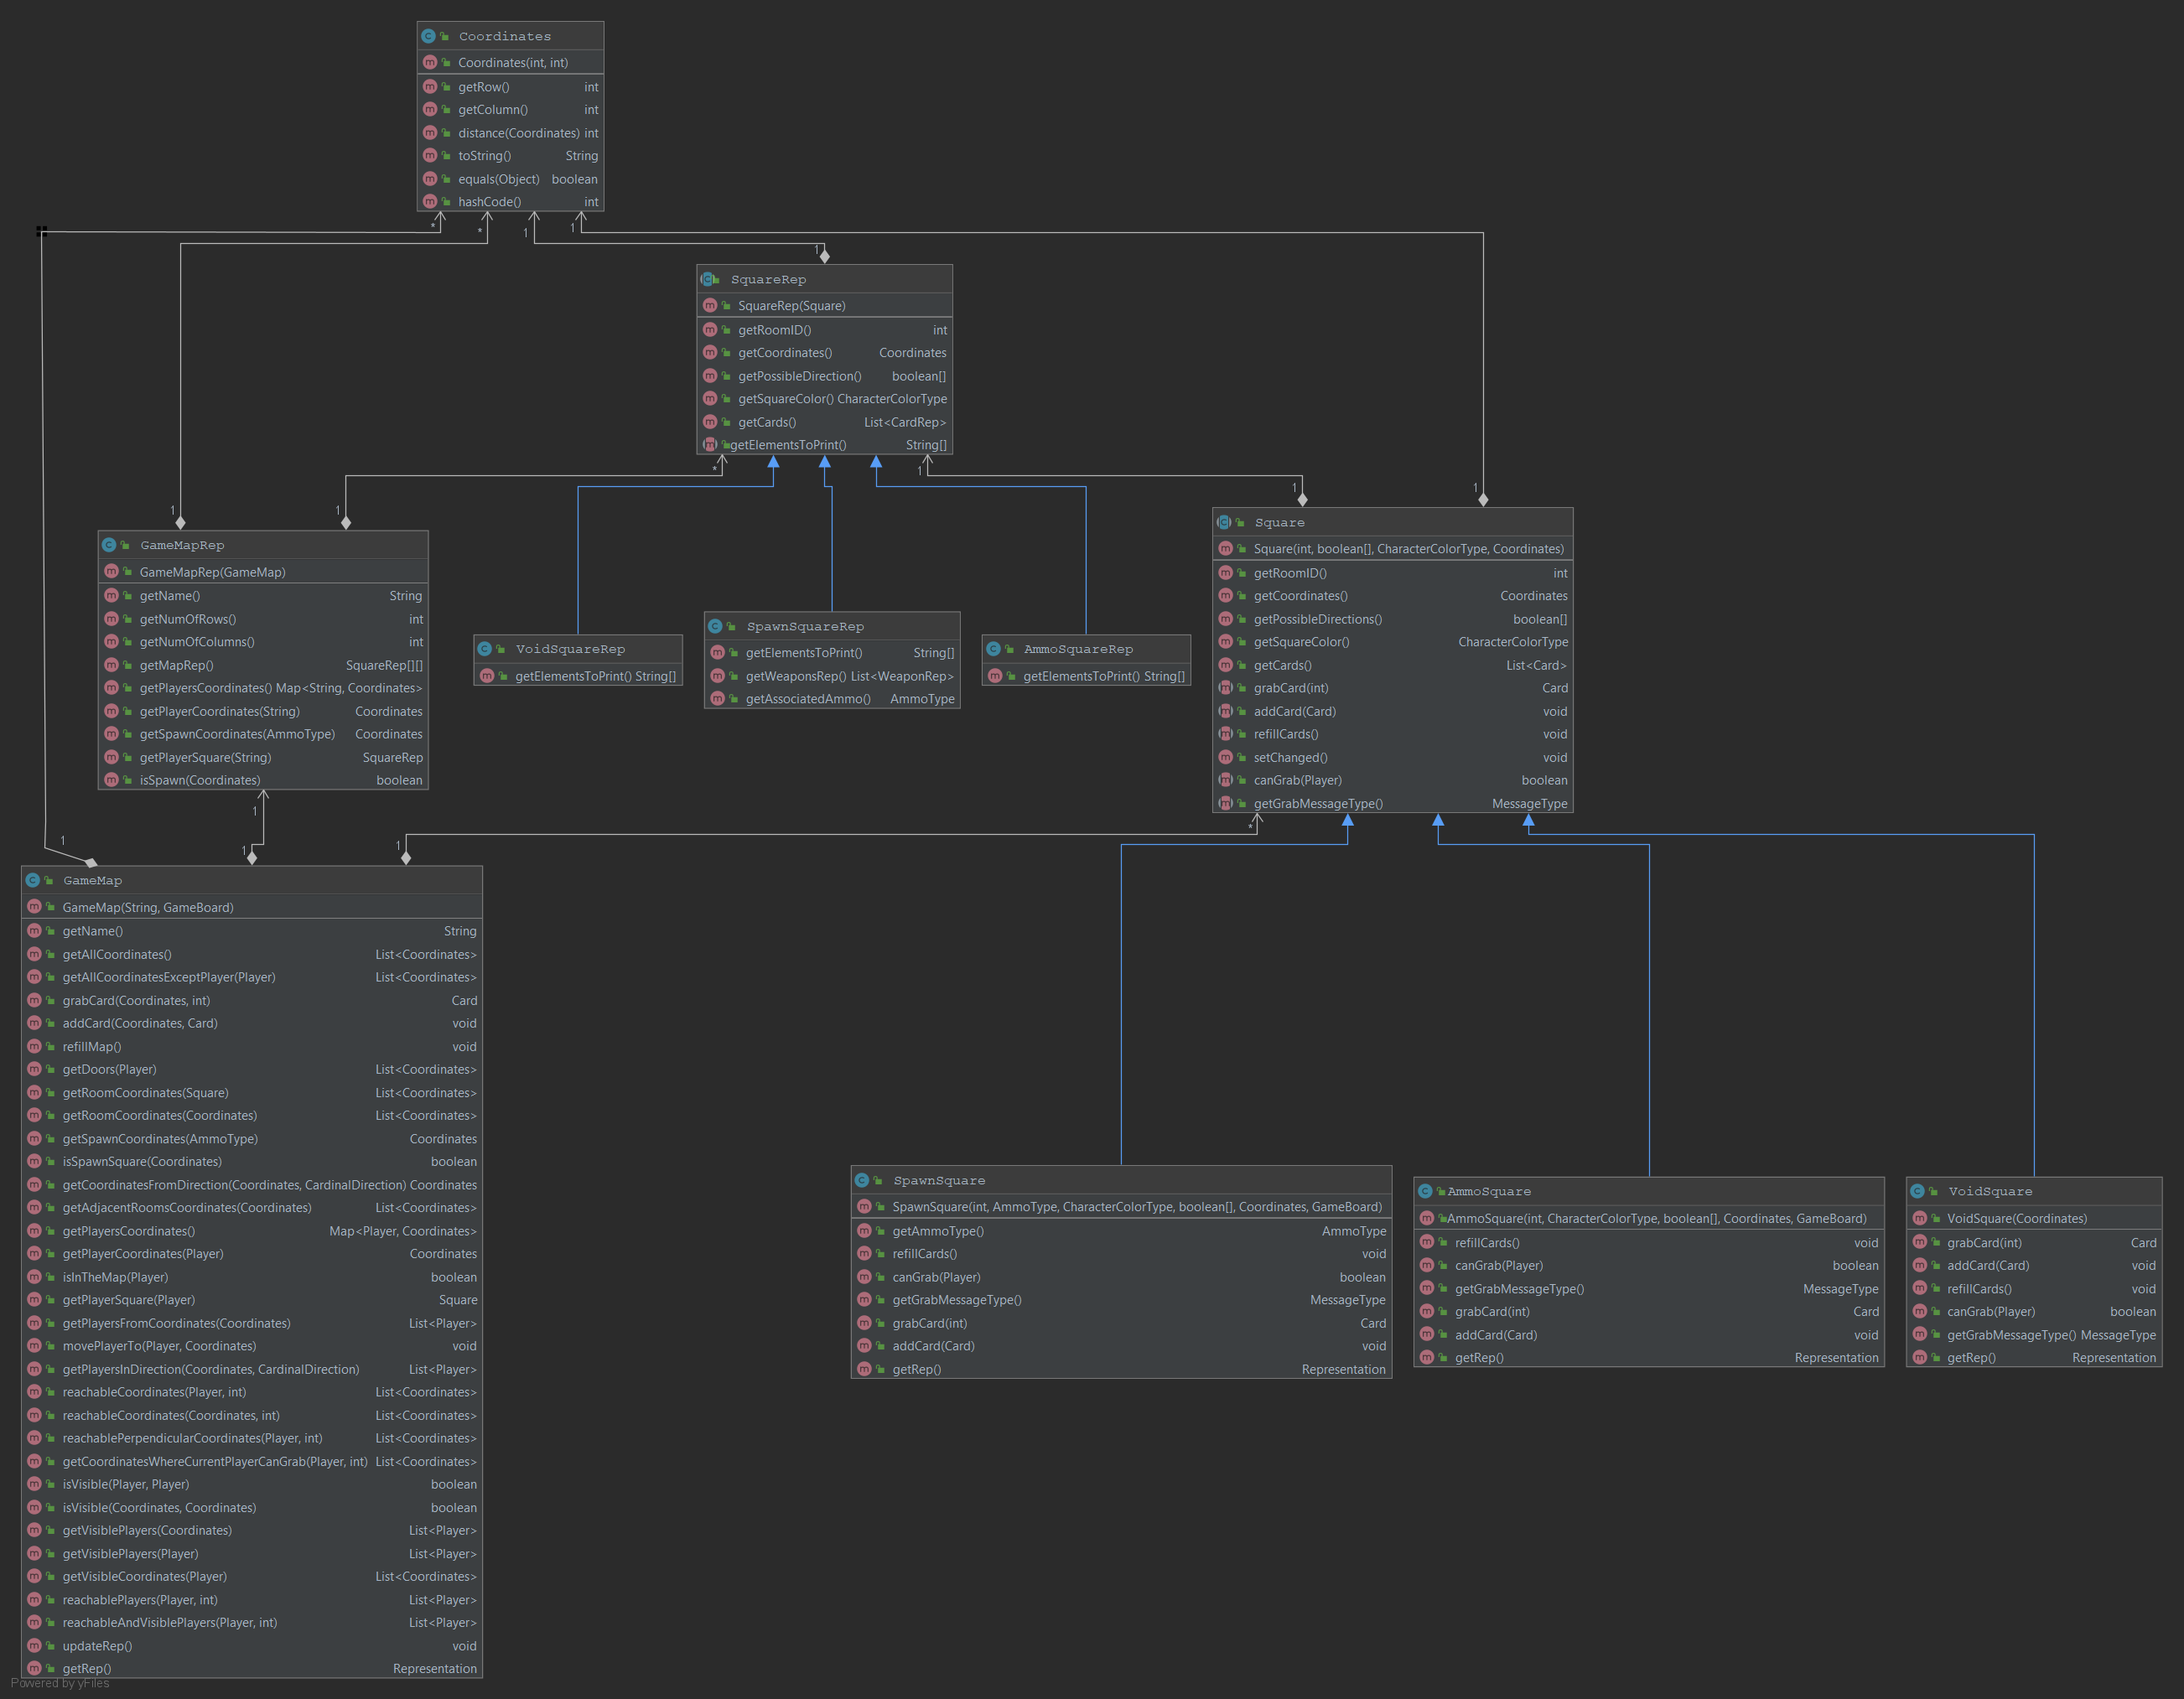 Coordinates
Coordinates(int, int)
getRow() int
getColumn() int
distance(Coordinates) int
toString() String
equals(Object) boolean
hashCode() int
* * 1 1
1
SquareRep
SquareRep(Square)
getRoomID() int
getCoordinates() Coordinates
getPossibleDirection() boolean[]
getSquareColor() CharacterColorType
getCards() List<CardRep>
getElementsToPrint() String[]
* 1
1 1 1 1
GameMapRep
GameMapRep(GameMap)
getName() String
getNumOfRows() int
getNumOfColumns() int
getMapRep() SquareRep[][]
getPlayersCoordinates() Map<String, Coordinates>
getPlayerCoordinates(String) Coordinates
getSpawnCoordinates(AmmoType) Coordinates
getPlayerSquare(String) SquareRep
isSpawn(Coordinates) boolean
VoidSquareRep
getElementsToPrint() String[]
SpawnSquareRep
getElementsToPrint() String[]
getWeaponsRep() List<WeaponRep>
getAssociatedAmmo() AmmoType
AmmoSquareRep
getElementsToPrint() String[]
Square
Square(int, boolean[], CharacterColorType, Coordinates)
getRoomID() int
getCoordinates() Coordinates
getPossibleDirections() boolean[]
getSquareColor() CharacterColorType
getCards() List<Card>
grabCard(int) Card
addCard(Card) void
refillCards() void
setChanged() void
canGrab(Player) boolean
getGrabMessageType() MessageType
1 *
1 1 1
GameMap
GameMap(String, GameBoard)
getName() String
getAllCoordinates() List<Coordinates>
getAllCoordinatesExceptPlayer(Player) List<Coordinates>
grabCard(Coordinates, int) Card
addCard(Coordinates, Card) void
refillMap() void
getDoors(Player) List<Coordinates>
getRoomCoordinates(Square) List<Coordinates>
getRoomCoordinates(Coordinates) List<Coordinates>
getSpawnCoordinates(AmmoType) Coordinates
isSpawnSquare(Coordinates) boolean
getCoordinatesFromDirection(Coordinates, CardinalDirection) Coordinates
getAdjacentRoomsCoordinates(Coordinates) List<Coordinates>
getPlayersCoordinates() Map<Player, Coordinates>
getPlayerCoordinates(Player) Coordinates
isInTheMap(Player) boolean
getPlayerSquare(Player) Square
getPlayersFromCoordinates(Coordinates) List<Player>
movePlayerTo(Player, Coordinates) void
getPlayersInDirection(Coordinates, CardinalDirection) List<Player>
reachableCoordinates(Player, int) List<Coordinates>
reachableCoordinates(Coordinates, int) List<Coordinates>
reachablePerpendicularCoordinates(Player, int) List<Coordinates>
getCoordinatesWhereCurrentPlayerCanGrab(Player, int) List<Coordinates>
isVisible(Player, Player) boolean
isVisible(Coordinates, Coordinates) boolean
getVisiblePlayers(Coordinates) List<Player>
getVisiblePlayers(Player) List<Player>
getVisibleCoordinates(Player) List<Coordinates>
reachablePlayers(Player, int) List<Player>
reachableAndVisiblePlayers(Player, int) List<Player>
updateRep() void
getRep() Representation
SpawnSquare
SpawnSquare(int, AmmoType, CharacterColorType, boolean[], Coordinates, GameBoard)
getAmmoType() AmmoType
refillCards() void
canGrab(Player) boolean
getGrabMessageType() MessageType
grabCard(int) Card
addCard(Card) void
getRep() Representation
AmmoSquare
AmmoSquare(int, CharacterColorType, boolean[], Coordinates, GameBoard)
refillCards() void
canGrab(Player) boolean
getGrabMessageType() MessageType
grabCard(int) Card
addCard(Card) void
getRep() Representation
VoidSquare
VoidSquare(Coordinates)
grabCard(int) Card
addCard(Card) void
refillCards() void
canGrab(Player) boolean
getGrabMessageType() MessageType
getRep() Representation
Powered by yFiles